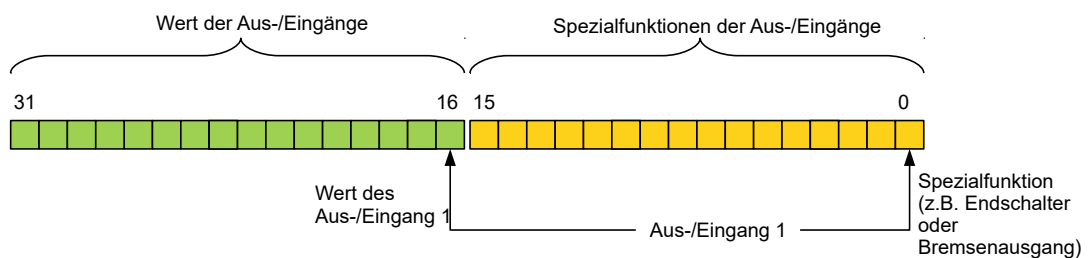 Wert der Aus-/Eingänge
Spezialfunktionen der Aus-/Eingänge
31
16
15
0
Wert des
Aus-/Eingang 1
Aus-/Eingang 1
Spezialfunktion
(z.B. Endschalter
oder
Bremsenausgang)